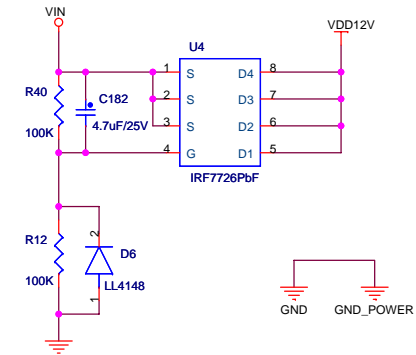 VIN
VDD12V
U4
R40
C182
4.7uF/25V
100K
1 S D4 8
2 S D3 7
3 S D2 6
4 G D1 5
IRF7726PbF
R12
100K
2
D6
LL4148
1
GND
GND_POWER